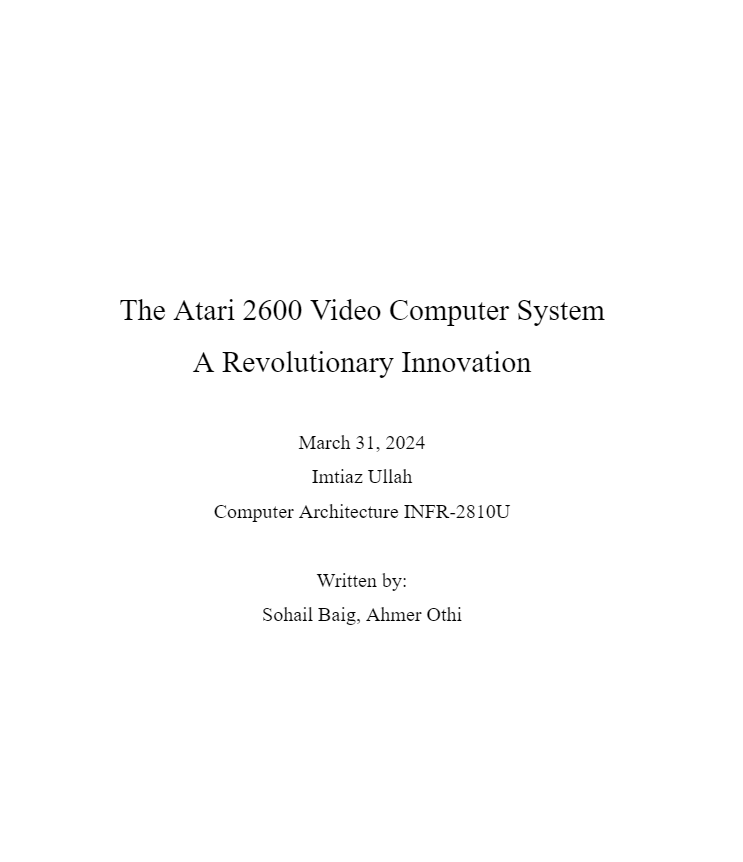 The Atari 2600 Video Computer System
A Revolutionary Innovation
March 31, 2024
Imtiaz Ullah
Computer Architecture INFR-2810U
Written by:
Sohail Baig, Ahmer Othi